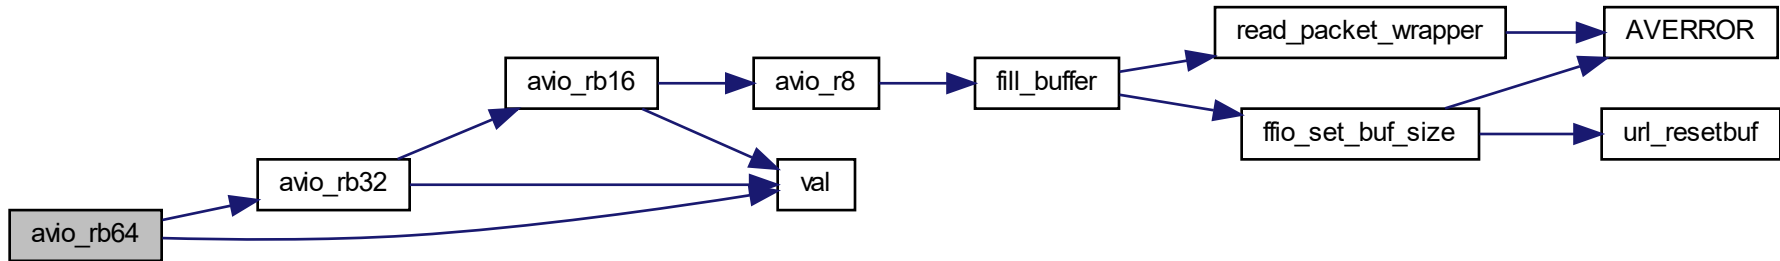 read_packet_wrapper
AVERROR
avio_rb16
avio_r8
fill_buffer
ffio_set_buf_size
url_resetbuf
avio_rb32
val
avio_rb64